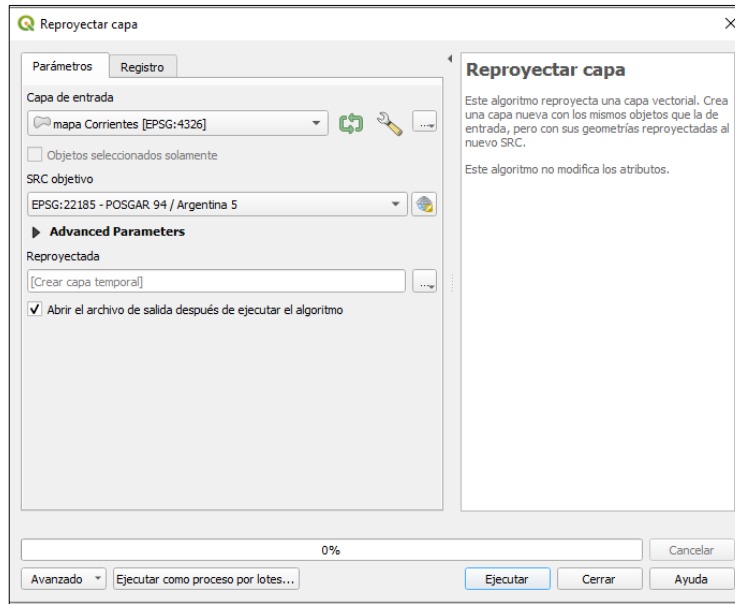 Reproyectar capa
Parámetros
Registro
Capa de entrada
mapa Corrientes [EPSG:4326]
...
Objetos seleccionados solamente
SRC objetivo
EPSG:22185 - POSGAR 94 / Argentina 5
Advanced Parameters
Reproyectada
[Crear capa temporal]
...
Abrir el archivo de salida después de ejecutar el algoritmo
Reproyectar capa
Este algoritmo reproyecta una capa vectorial. Crea
una capa nueva con los mismos objetos que la de
entrada, pero con sus geometrías reproyectadas al
nuevo SRC.
Este algoritmo no modifica los atributos.
0%
Cancelar
Avanzado
Ejecutar como proceso por lotes...
Ejecutar
Cerrar
Ayuda